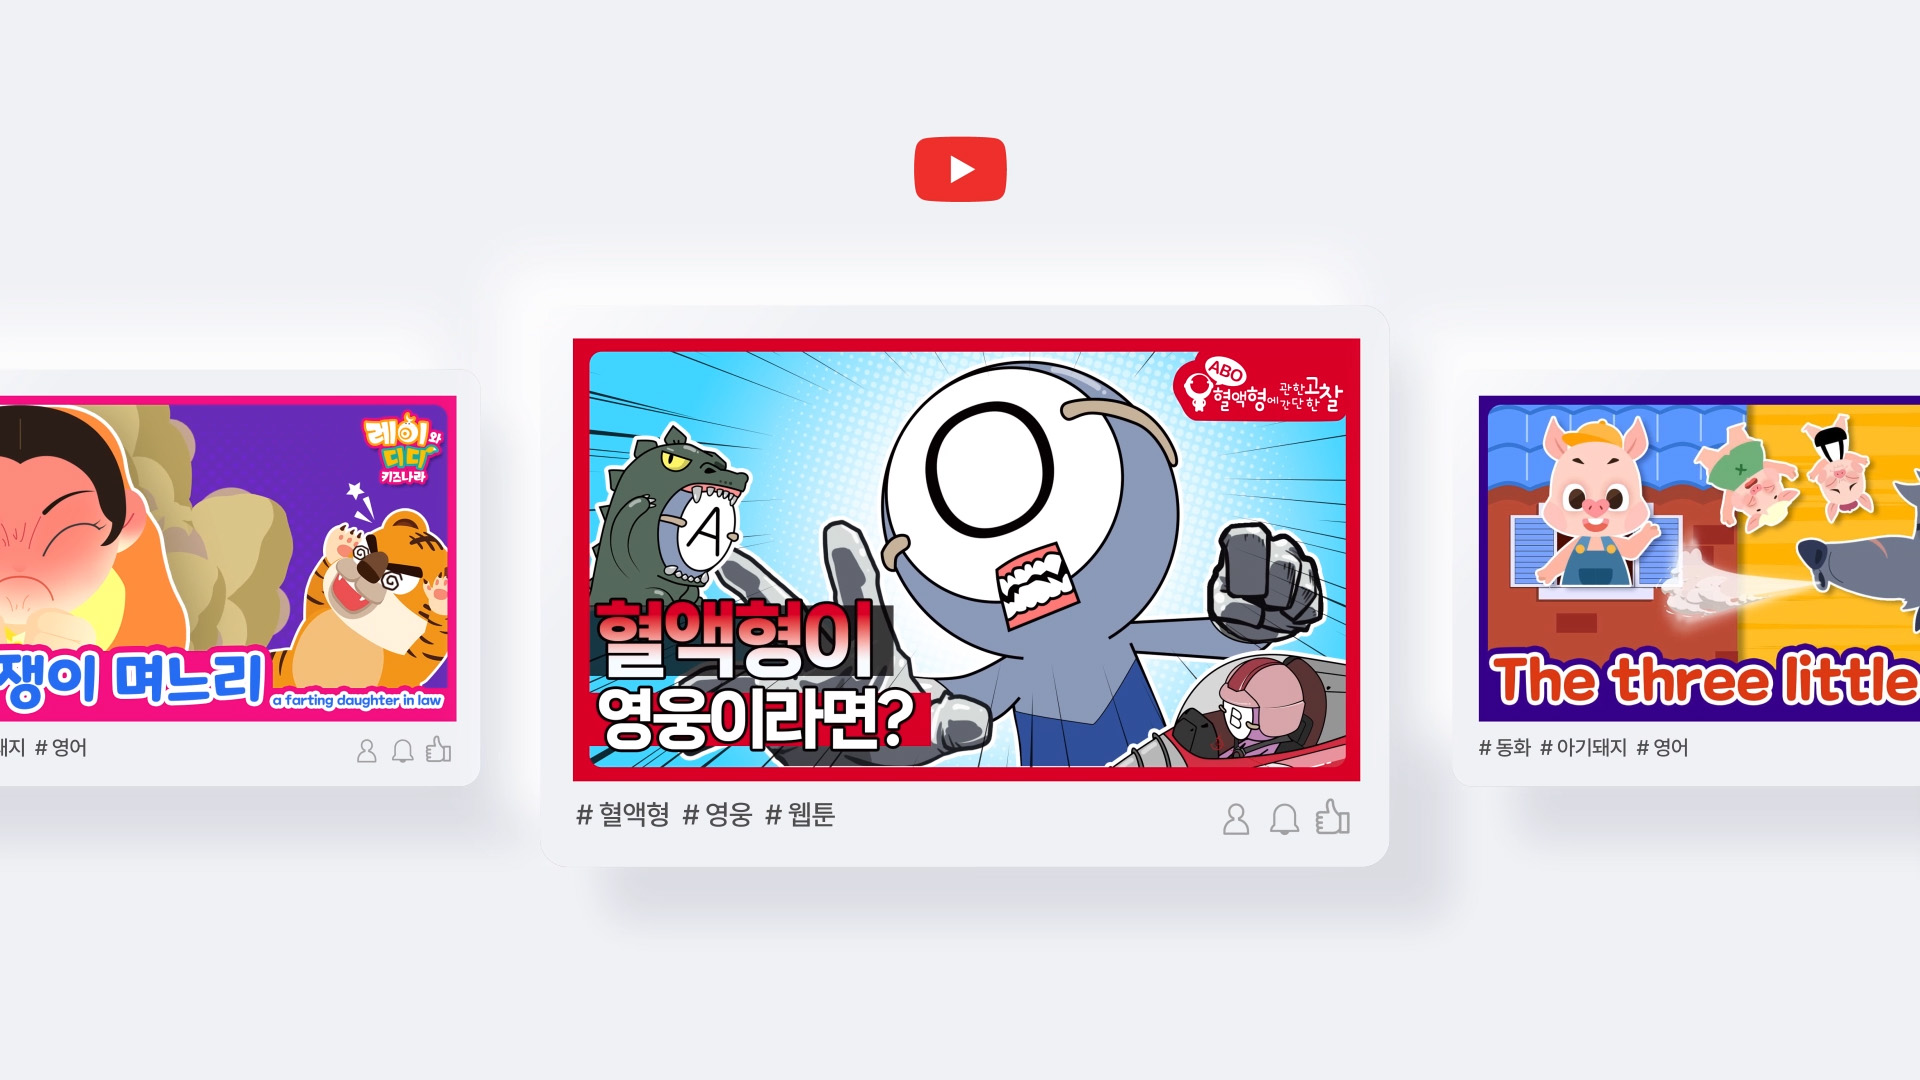 레이와
디디
키즈나라
쟁이 며느리
a farting daughter in law
돼지 # 영어
ABO
혈액형에 관한 간단한 고찰
O
A
B
혈액형이
영웅이라면?
# 혈액형 # 영웅 # 웹툰
The three little
# 동화 # 아기돼지 # 영어